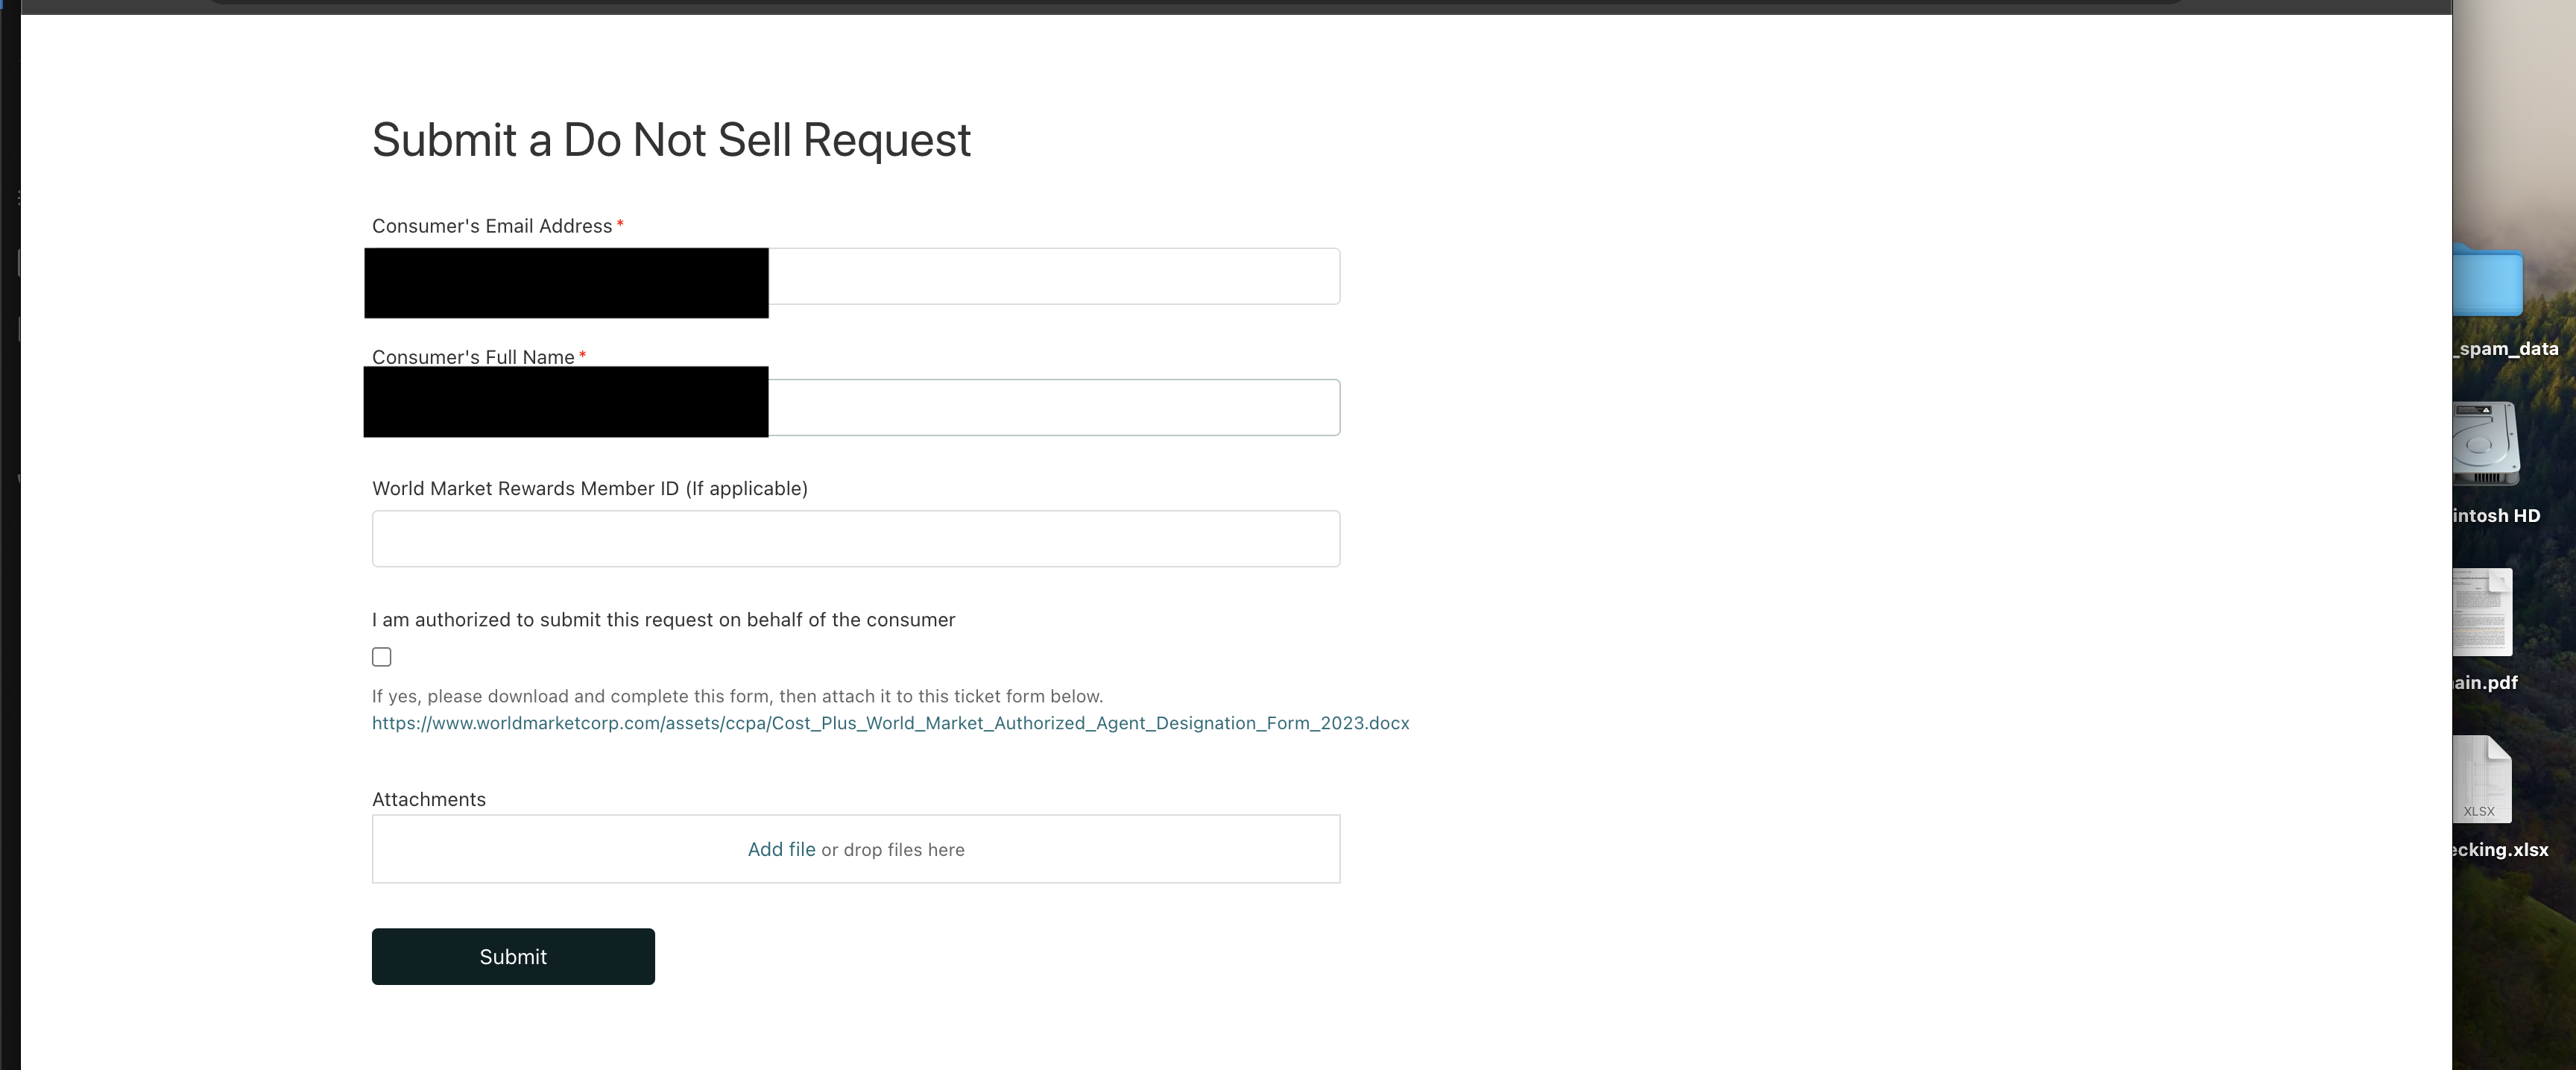 Submit a Do Not Sell Request
Consumer's Email Address*
Consumer's Full Name*
World Market Rewards Member ID (If applicable)
I am authorized to submit this request on behalf of the consumer
If yes, please download and complete this form, then attach it to this ticket form below.
https://www.worldmarketcorp.com/assets/ccpa/Cost_Plus_World_Market_Authorized_Agent_Designation_Form_2023.docx
Attachments
Add file or drop files here
Submit
_spam_data
intosh HD
ain.pdf
XLSX
ecking.xlsx